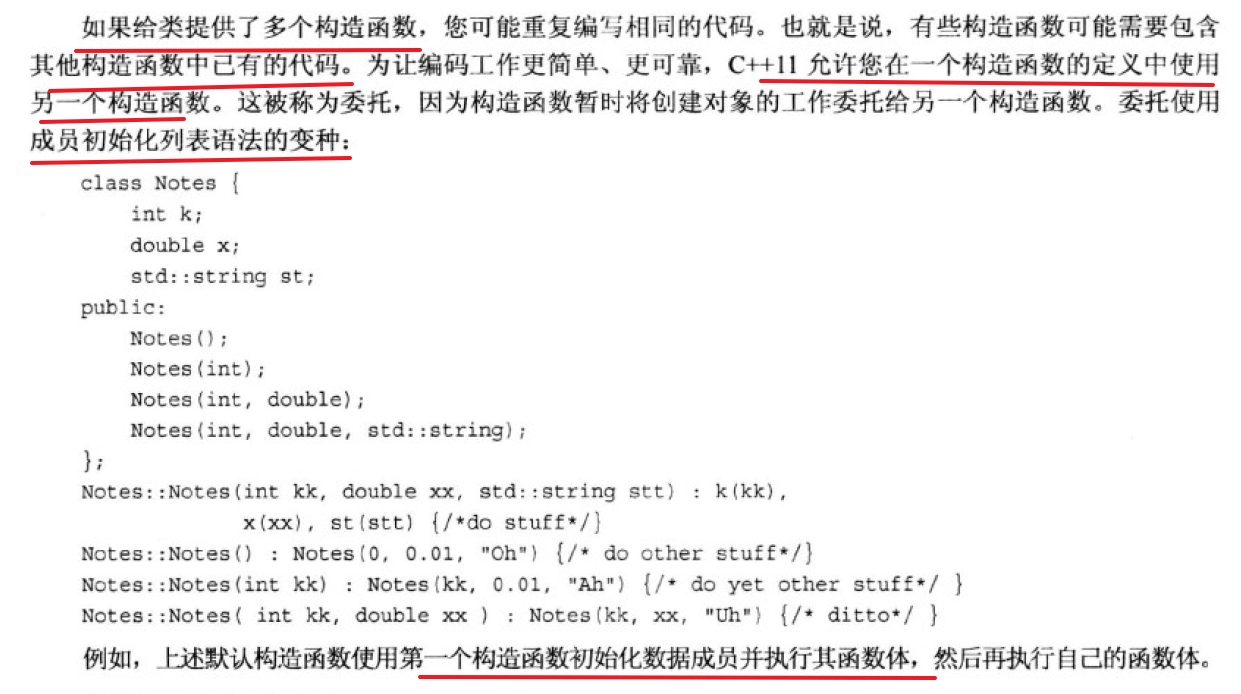 如果给类提供了多个构造函数，您可能重复编写相同的代码。也就是说，有些构造函数可能需要包含
其他构造函数中已有的代码。为让编码工作更简单、更可靠，C++11 允许您在一个构造函数的定义中使用
另一个构造函数。这被称为委托，因为构造函数暂时将创建对象的工作委托给另一个构造函数。委托使用
成员初始化列表语法的变种：
class Notes {
int k;
double x;
std::string st;
public:
Notes();
Notes(int);
Notes(int, double);
Notes(int, double, std::string);
};
Notes::Notes(int kk, double xx, std::string stt) : k(kk),
x(xx), st(stt) {/*do stuff*/}
Notes::Notes() : Notes(0, 0.01, "Oh") {/* do other stuff*/}
Notes::Notes(int kk) : Notes(kk, 0.01, "Ah") {/* do yet other stuff*/ }
Notes::Notes( int kk, double xx ) : Notes(kk, xx, "Uh") {/* ditto*/ }
例如，上述默认构造函数使用第一个构造函数初始化数据成员并执行其函数体，然后再执行自己的函数体。